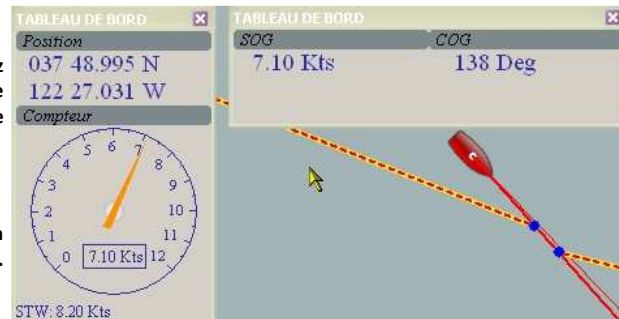 TABLEAU DE BORD
Position
037 48.995 N
122 27.031 W
Compteur
0 1 2 3 4 5 6 7 8 9 10 11 12
7.10 Kts
STW: 8.20 Kts
TABLEAU DE BORD
SOG COG
7.10 Kts 138 Deg
z
e
e
.